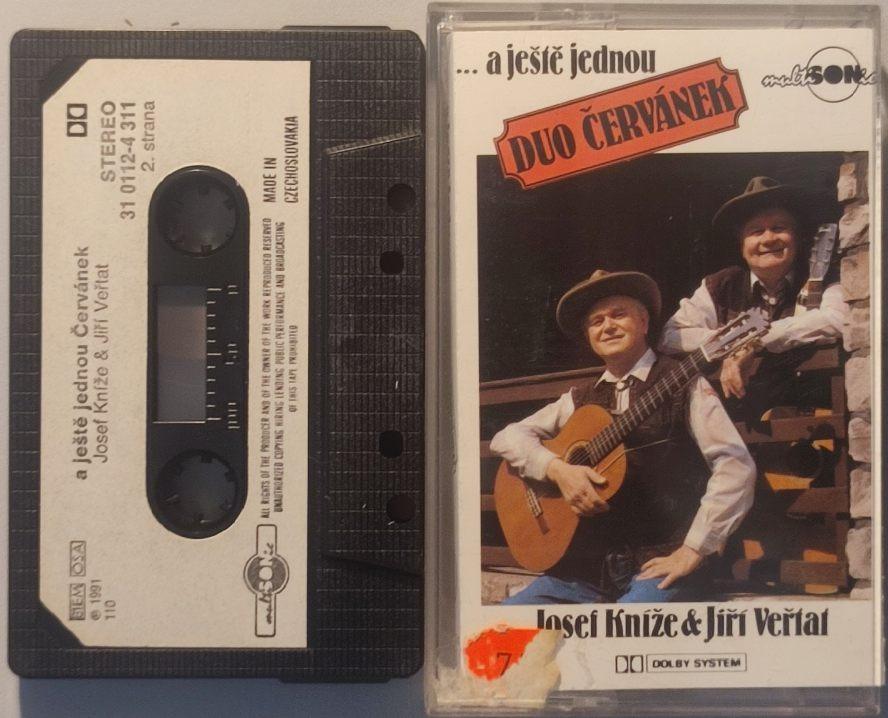 STEREO
31 0112-4 311
2. strana
a ještě jednou Červánek
Josef Kníže & Jiří Veřtat
BIEM OSA
℗ 1991
110
MADE IN
CZECHOSLOVAKIA
ALL RIGHTS OF THE PRODUCER AND OF THE OWNER OF THE WORK REPRODUCED RESERVED
UNAUTHORIZED COPYING HIRING LENDING PUBLIC PERFORMANCE AND BROADCASTING
OF THIS TAPE PROHIBITED
multiSONic
... a ještě jednou
multiSONic
DUO ČERVÁNEK
Josef Kníže & Jiří Veřtat
7
DOLBY SYSTEM